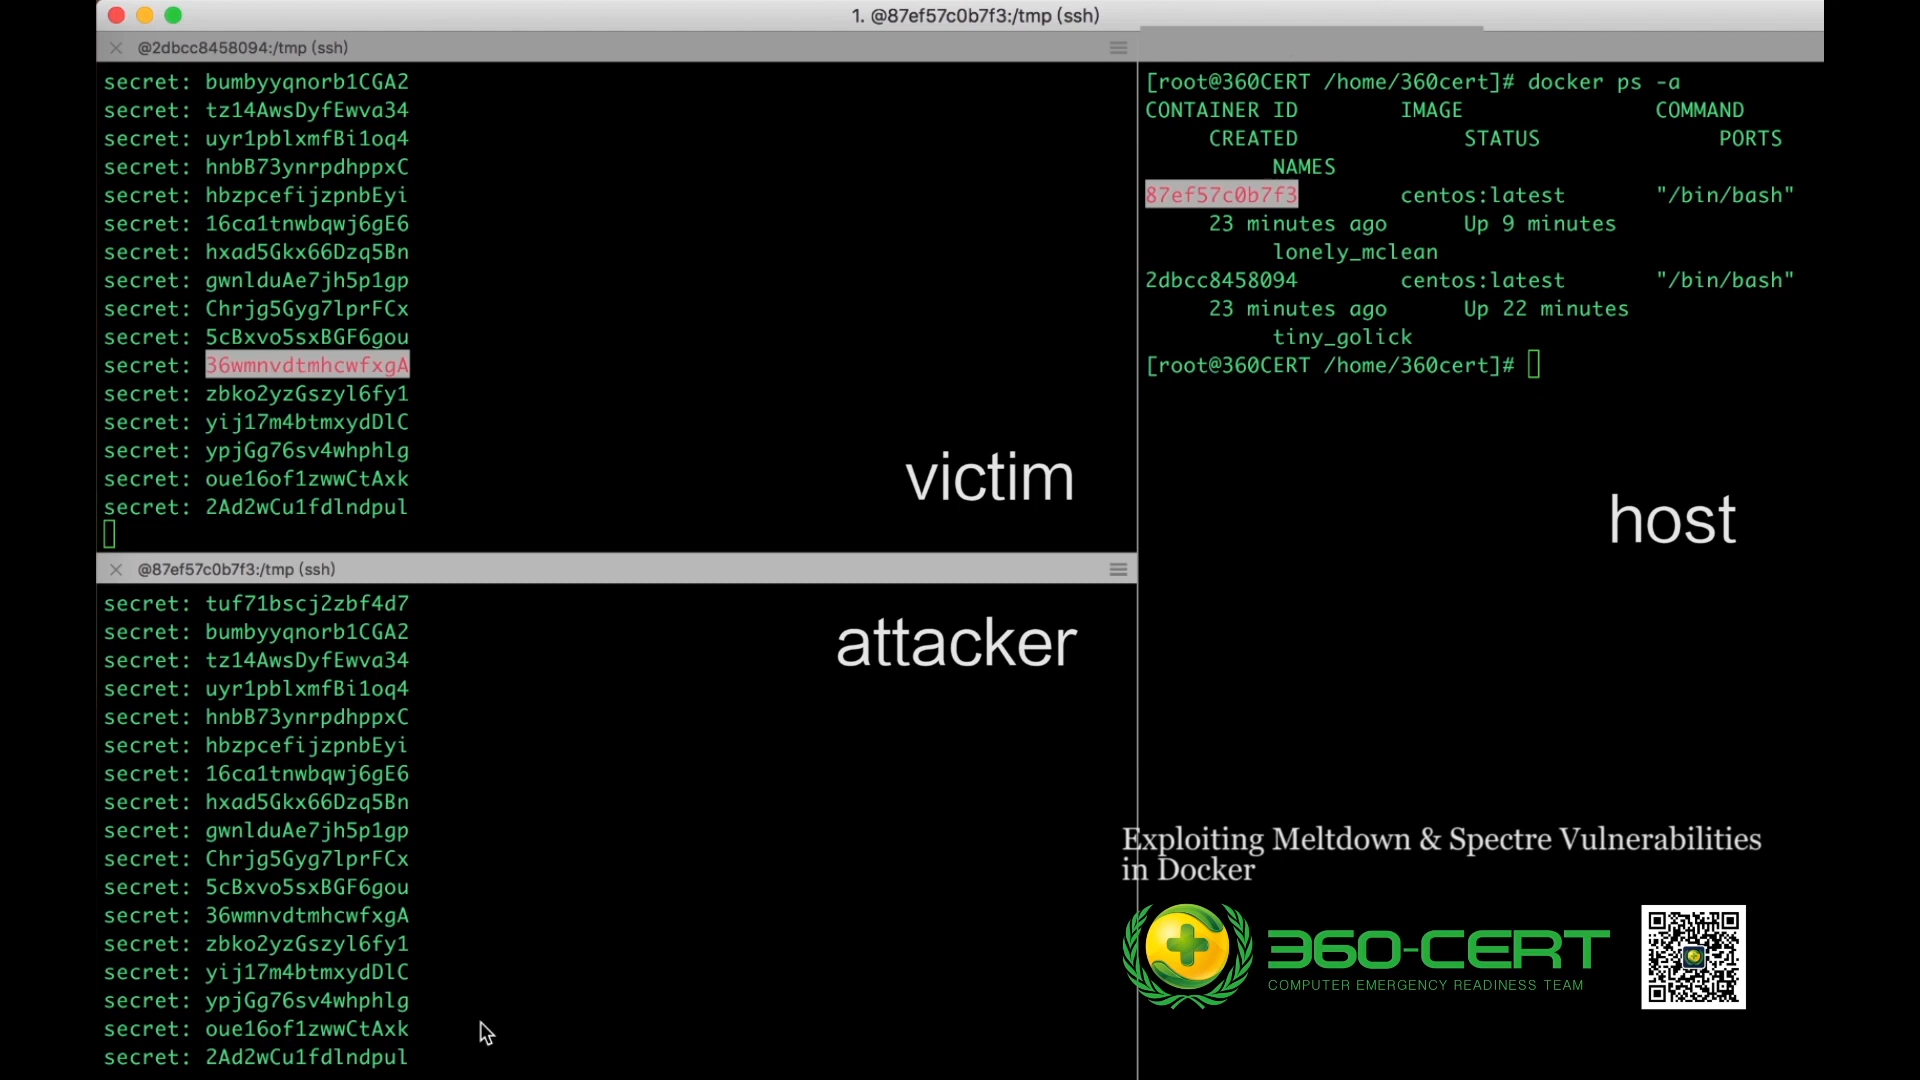 1. @87ef57c0b7f3:/tmp (ssh)
@2dbcc8458094:/tmp (ssh)
secret: bumbyyqnorb1CGA2
secret: tz14AwsDyfEwva34
secret: uyr1pblxmfBi1oq4
secret: hnbB73ynrpdhppxC
secret: hbzpcefijzpnbEyi
secret: 16ca1tnwbqwj6gE6
secret: hxad5Gkx66Dzq5Bn
secret: gwnlduAe7jh5p1gp
secret: Chrjg5Gyg7lprFCx
secret: 5cBxvo5sxBGF6gou
secret: 36wmnvdtmhcwfxgA
secret: zbko2yzGszyl6fy1
secret: yij17m4btmxydDlC
secret: ypjGg76sv4whphlg
secret: oue16of1zwwCtAxk
secret: 2Ad2wCu1fdlndpul
victim
@87ef57c0b7f3:/tmp (ssh)
secret: tuf71bscj2zbf4d7
secret: bumbyyqnorb1CGA2
secret: tz14AwsDyfEwva34
secret: uyr1pblxmfBi1oq4
secret: hnbB73ynrpdhppxC
secret: hbzpcefijzpnbEyi
secret: 16ca1tnwbqwj6gE6
secret: hxad5Gkx66Dzq5Bn
secret: gwnlduAe7jh5p1gp
secret: Chrjg5Gyg7lprFCx
secret: 5cBxvo5sxBGF6gou
secret: 36wmnvdtmhcwfxgA
secret: zbko2yzGszyl6fy1
secret: yij17m4btmxydDlC
secret: ypjGg76sv4whphlg
secret: oue16of1zwwCtAxk
secret: 2Ad2wCu1fdlndpul
attacker
[root@360CERT /home/360cert]# docker ps -a
CONTAINER ID IMAGE COMMAND
CREATED STATUS PORTS
NAMES
87ef57c0b7f3 centos:latest "/bin/bash"
23 minutes ago Up 9 minutes
lonely_mclean
2dbcc8458094 centos:latest "/bin/bash"
23 minutes ago Up 22 minutes
tiny_golick
[root@360CERT /home/360cert]#
host
Exploiting Meltdown & Spectre Vulnerabilities
in Docker
360-CERT
COMPUTER EMERGENCY READINESS TEAM